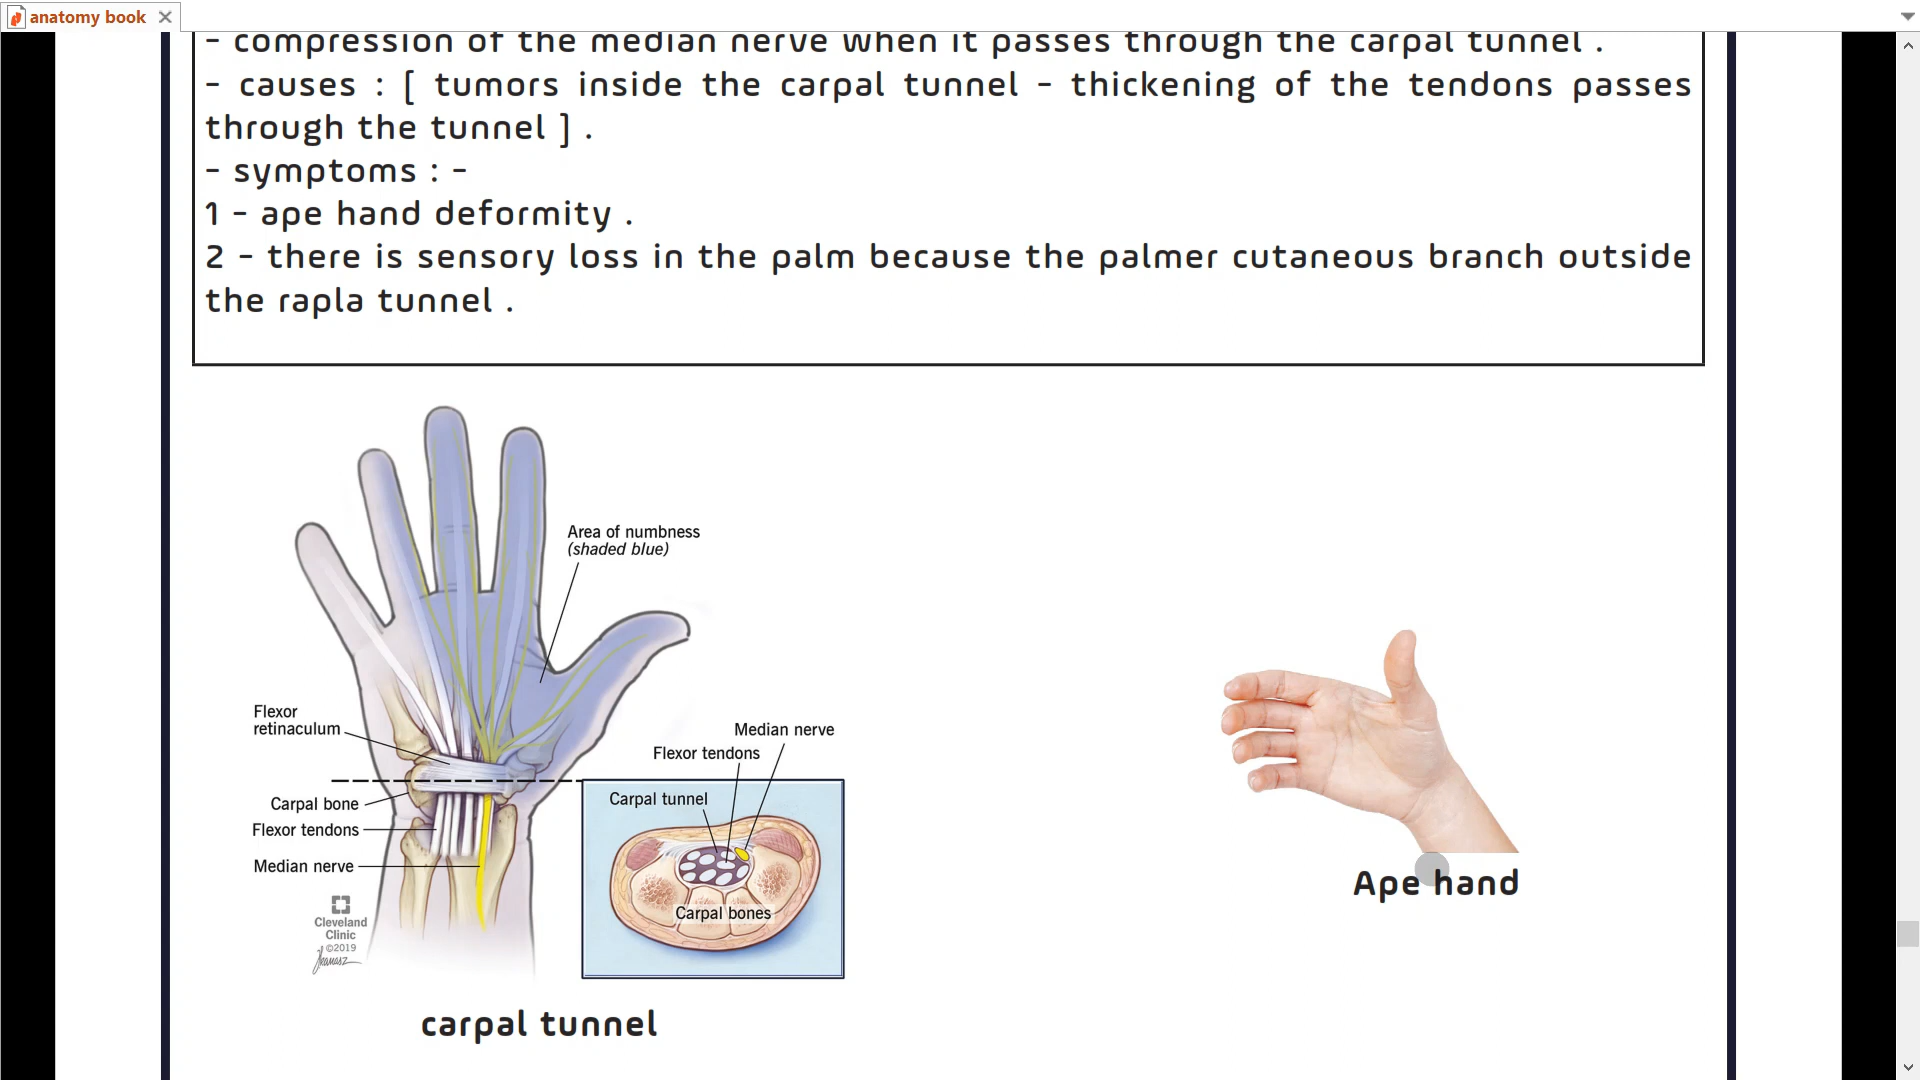 anatomy book
- compression of the median nerve when it passes through the carpal tunnel .
- causes : [ tumors inside the carpal tunnel - thickening of the tendons passes
through the tunnel ] .
- symptoms : -
1 - ape hand deformity .
2 - there is sensory loss in the palm because the palmer cutaneous branch outside
the rapla tunnel .
Area of numbness
(shaded blue)
Flexor
retinaculum
Median nerve
Flexor tendons
Carpal tunnel
Carpal bone
Flexor tendons
Median nerve
Carpal bones
Cleveland
Clinic
©2019
Ape hand
carpal tunnel